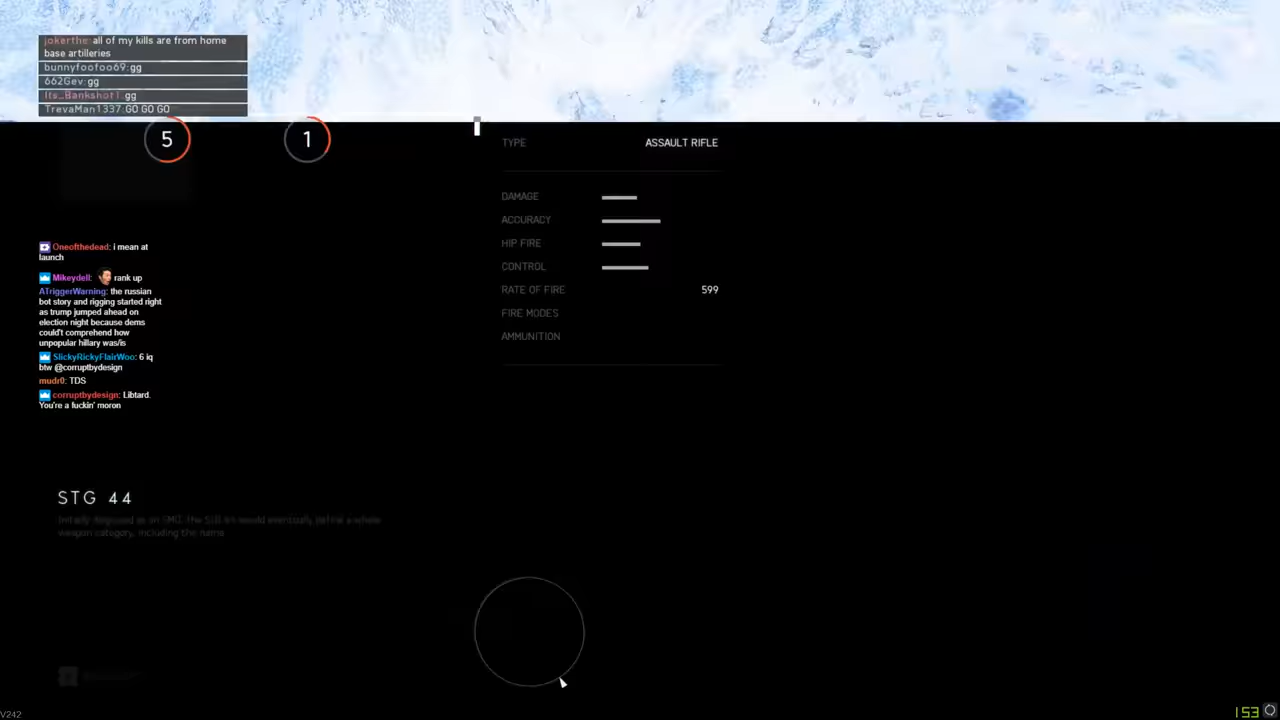 jokerthe: all of my kills are from home
base artilleries
bunnyfoofoo69: gg
662Gev: gg
Its_Bankshot1: gg
TrevaMan1337: GO GO GO
5
1
TYPE
ASSAULT RIFLE
DAMAGE
ACCURACY
HIP FIRE
CONTROL
RATE OF FIRE
599
FIRE MODES
AMMUNITION
Oneofthedead: i mean at
launch
Mikeydell: rank up
ATriggerWarning: the russian
bot story and rigging started right
as trump jumped ahead on
election night because dems
could't comprehend how
unpopular hillary was/is
SlickyRickyFlairWoo: 6 iq
btw @corruptbydesign
mudr0: TDS
corruptbydesign: Libtard.
You're a fuckin' moron
STG 44
Initially disguised as an SMG, the StG 44 would eventually define a whole
weapon category, including the name
V242
153